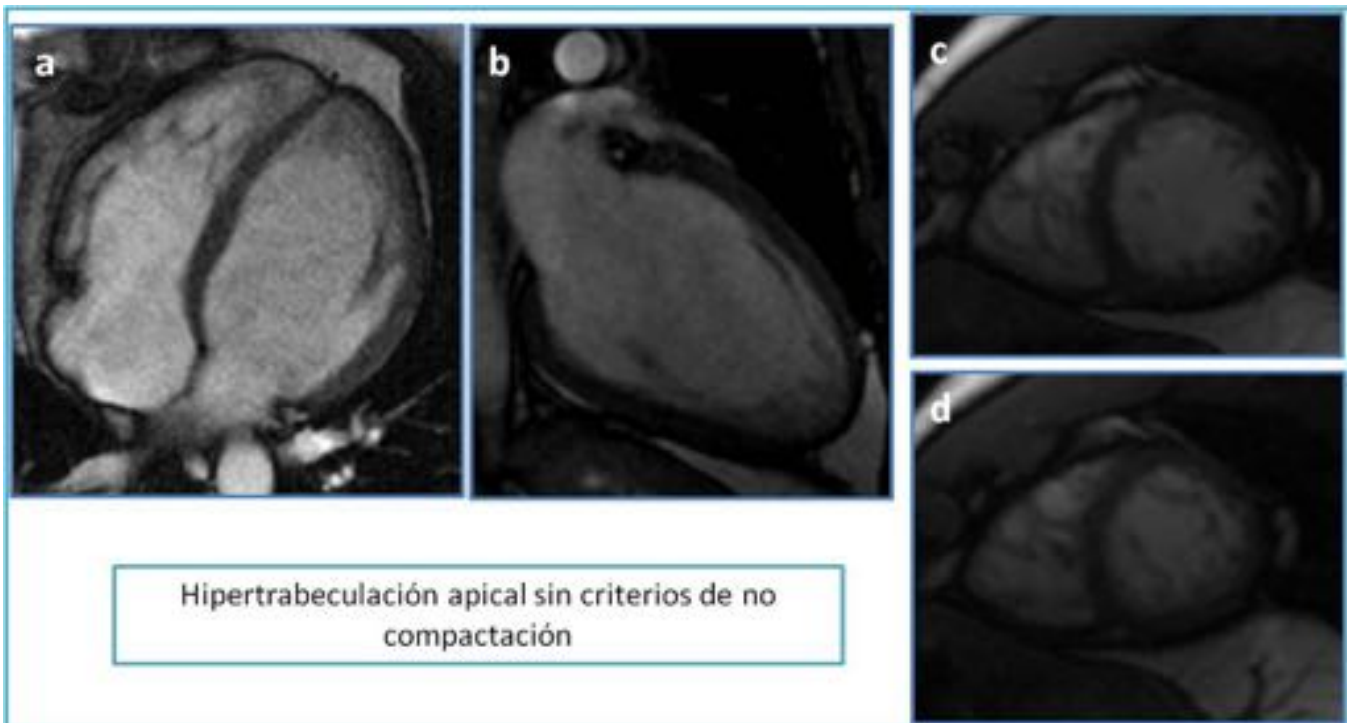 a
b
c
d
Hipertrabeculación apical sin criterios de no
compactación